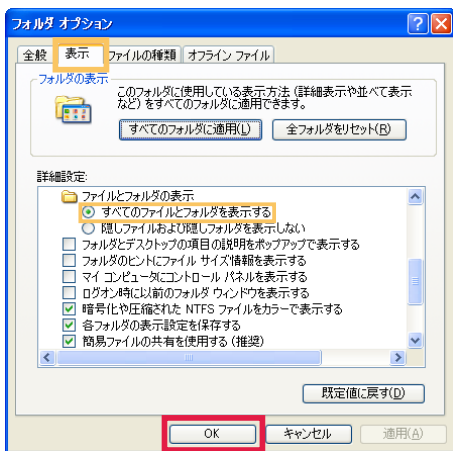 フォルダ オプション
全般 表示 ファイルの種類 オフライン ファイル
フォルダの表示
このフォルダに使用している表示方法 (詳細表示や並べて表示
など) をすべてのフォルダに適用できます。
すべてのフォルダに適用(L) 全フォルダをリセット(R)
詳細設定:
ファイルとフォルダの表示
すべてのファイルとフォルダを表示する
隠しファイルおよび隠しフォルダを表示しない
フォルダとデスクトップの項目の説明をポップアップで表示する
フォルダのヒントにファイル サイズ情報を表示する
マイ コンピュータにコントロール パネルを表示する
ログオン時に以前のフォルダ ウィンドウを表示する
暗号化や圧縮された NTFS ファイルをカラーで表示する
各フォルダの表示設定を保存する
簡易ファイルの共有を使用する (推奨)
既定値に戻す(D)
OK キャンセル 適用(A)